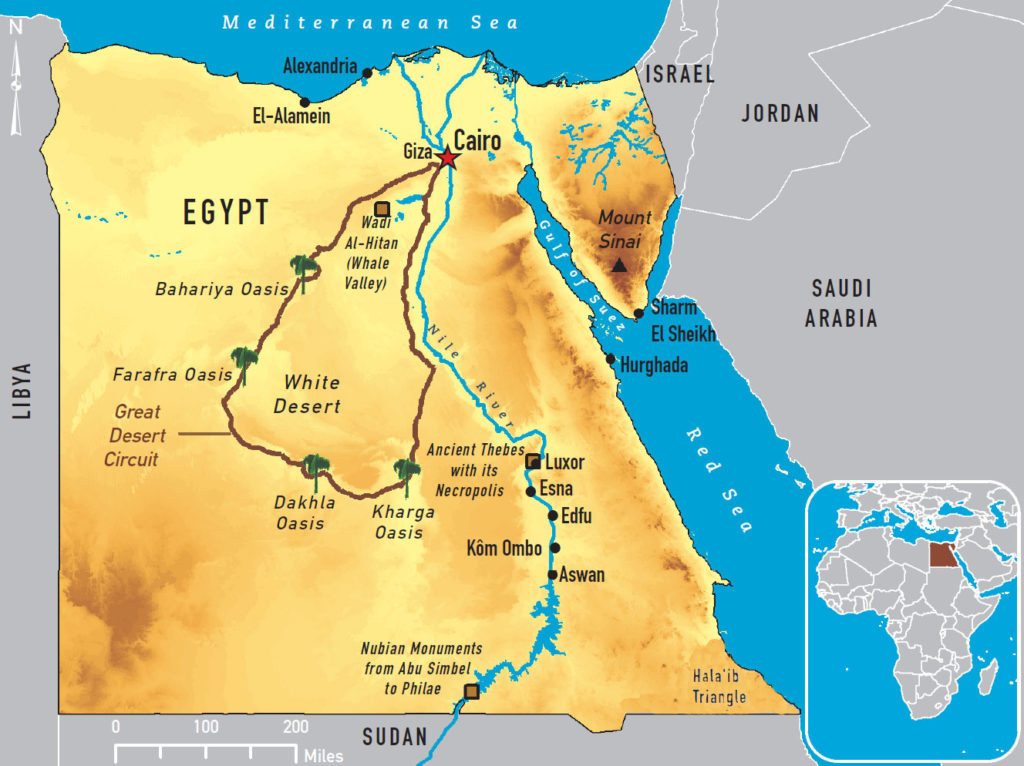 Mediterranean Sea
N
Alexandria
El-Alamein
ISRAEL
JORDAN
Giza
Cairo
EGYPT
Wadi
Al-Hitan
(Whale
Valley)
Mount
Sinai
Gulf of Suez
Bahariya Oasis
SAUDI
ARABIA
Sharm
El Sheikh
Hurghada
LIBYA
Nile River
Farafra Oasis
White
Desert
Great
Desert
Circuit
Red Sea
Ancient Thebes
with its
Necropolis
Luxor
Esna
Dakhla
Oasis
Kharga
Oasis
Edfu
Kôm Ombo
Aswan
Nubian Monuments
from Abu Simbel
to Philae
Hala'ib
Triangle
SUDAN
0 100 200
Miles